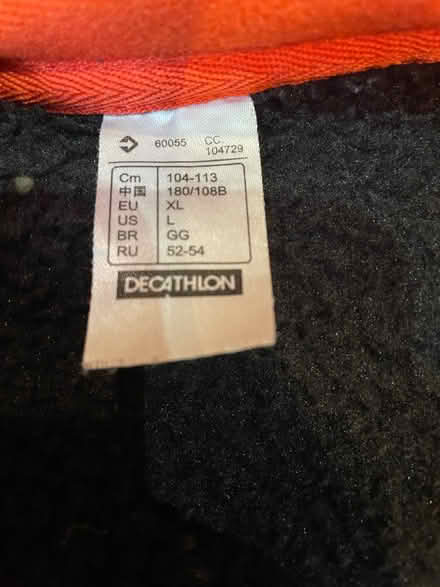 60055 CC
104729
Cm 104-113
中国 180/108B
EU XL
US L
BR GG
RU 52-54
DECATHLON